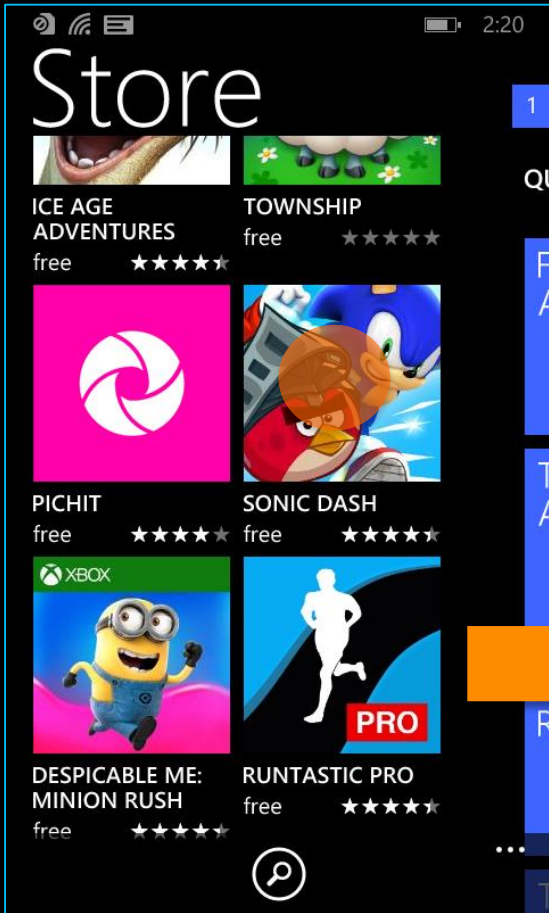 2:20
Store
1
QU
ICE AGE
ADVENTURES
free
TOWNSHIP
free
F
A
PICHIT
free
SONIC DASH
free
T
A
XBOX
PRO
R
DESPICABLE ME:
MINION RUSH
free
RUNTASTIC PRO
free
T